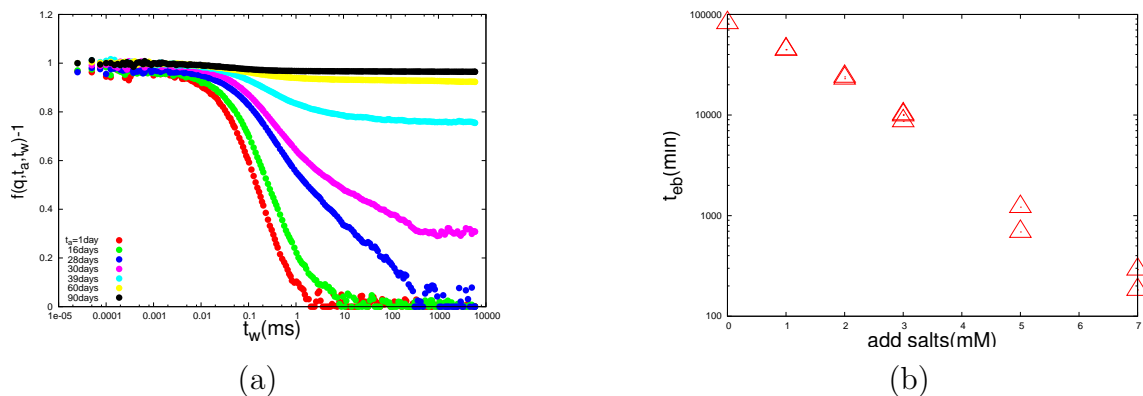 f(q,t_a,t_w)-1
1.2
1
0.8
0.6
0.4
0.2
0
t_a=1day
16days
28days
30days
39days
60days
90days
1e-05 0.0001 0.001 0.01 0.1 1 10 100 1000 10000
t_w(ms)
(a)
t_eb(min)
100000
10000
1000
100
0 1 2 3 4 5 6 7
add salts(mM)
(b)